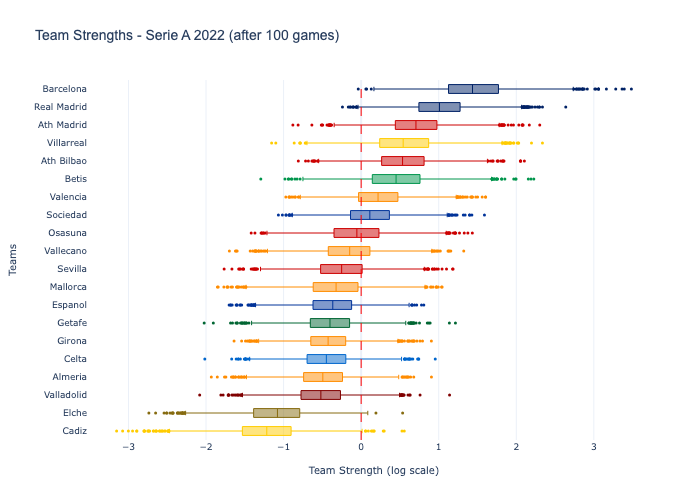 Team Strengths - Serie A 2022 (after 100 games)
Barcelona
Real Madrid
Ath Madrid
Villarreal
Ath Bilbao
Betis
Valencia
Sociedad
Osasuna
Vallecano
Sevilla
Mallorca
Espanol
Getafe
Girona
Celta
Almeria
Valladolid
Elche
Cadiz
Teams
−3 −2 −1 0 1 2 3
Team Strength (log scale)